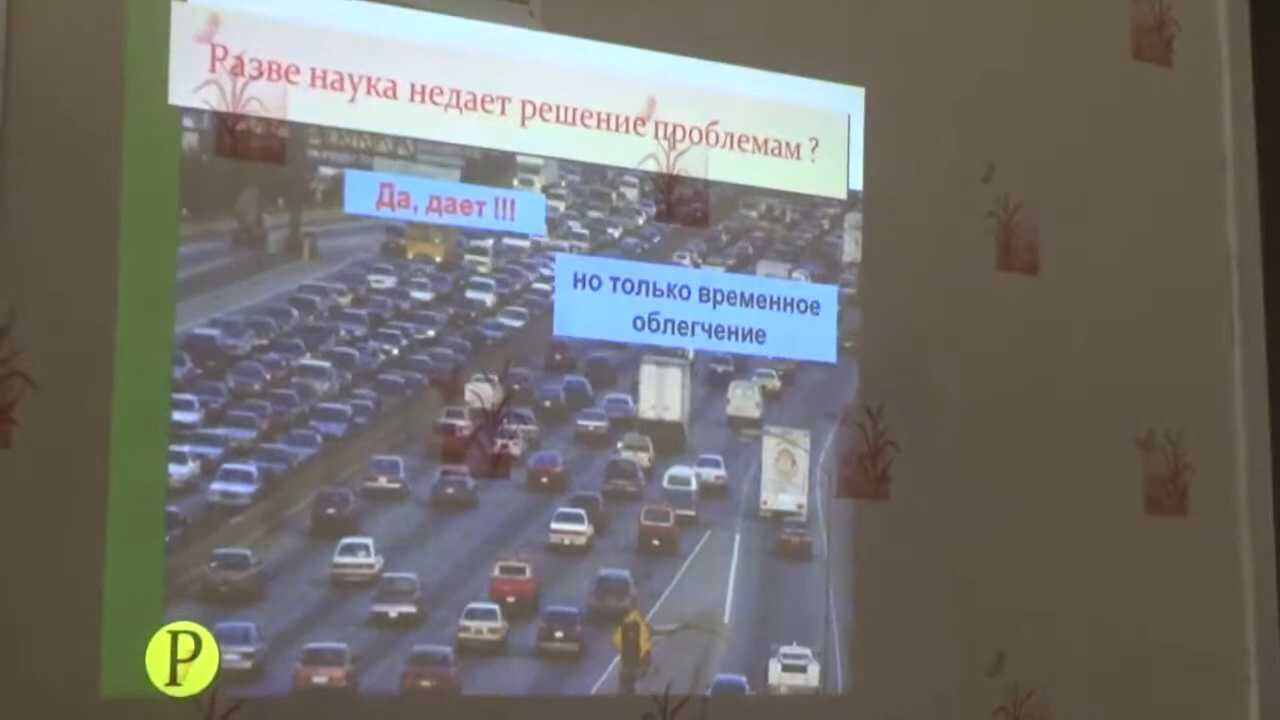 Разве наука недает решение проблемам ?
Да, дает !!!
но только временное
облегчение
P